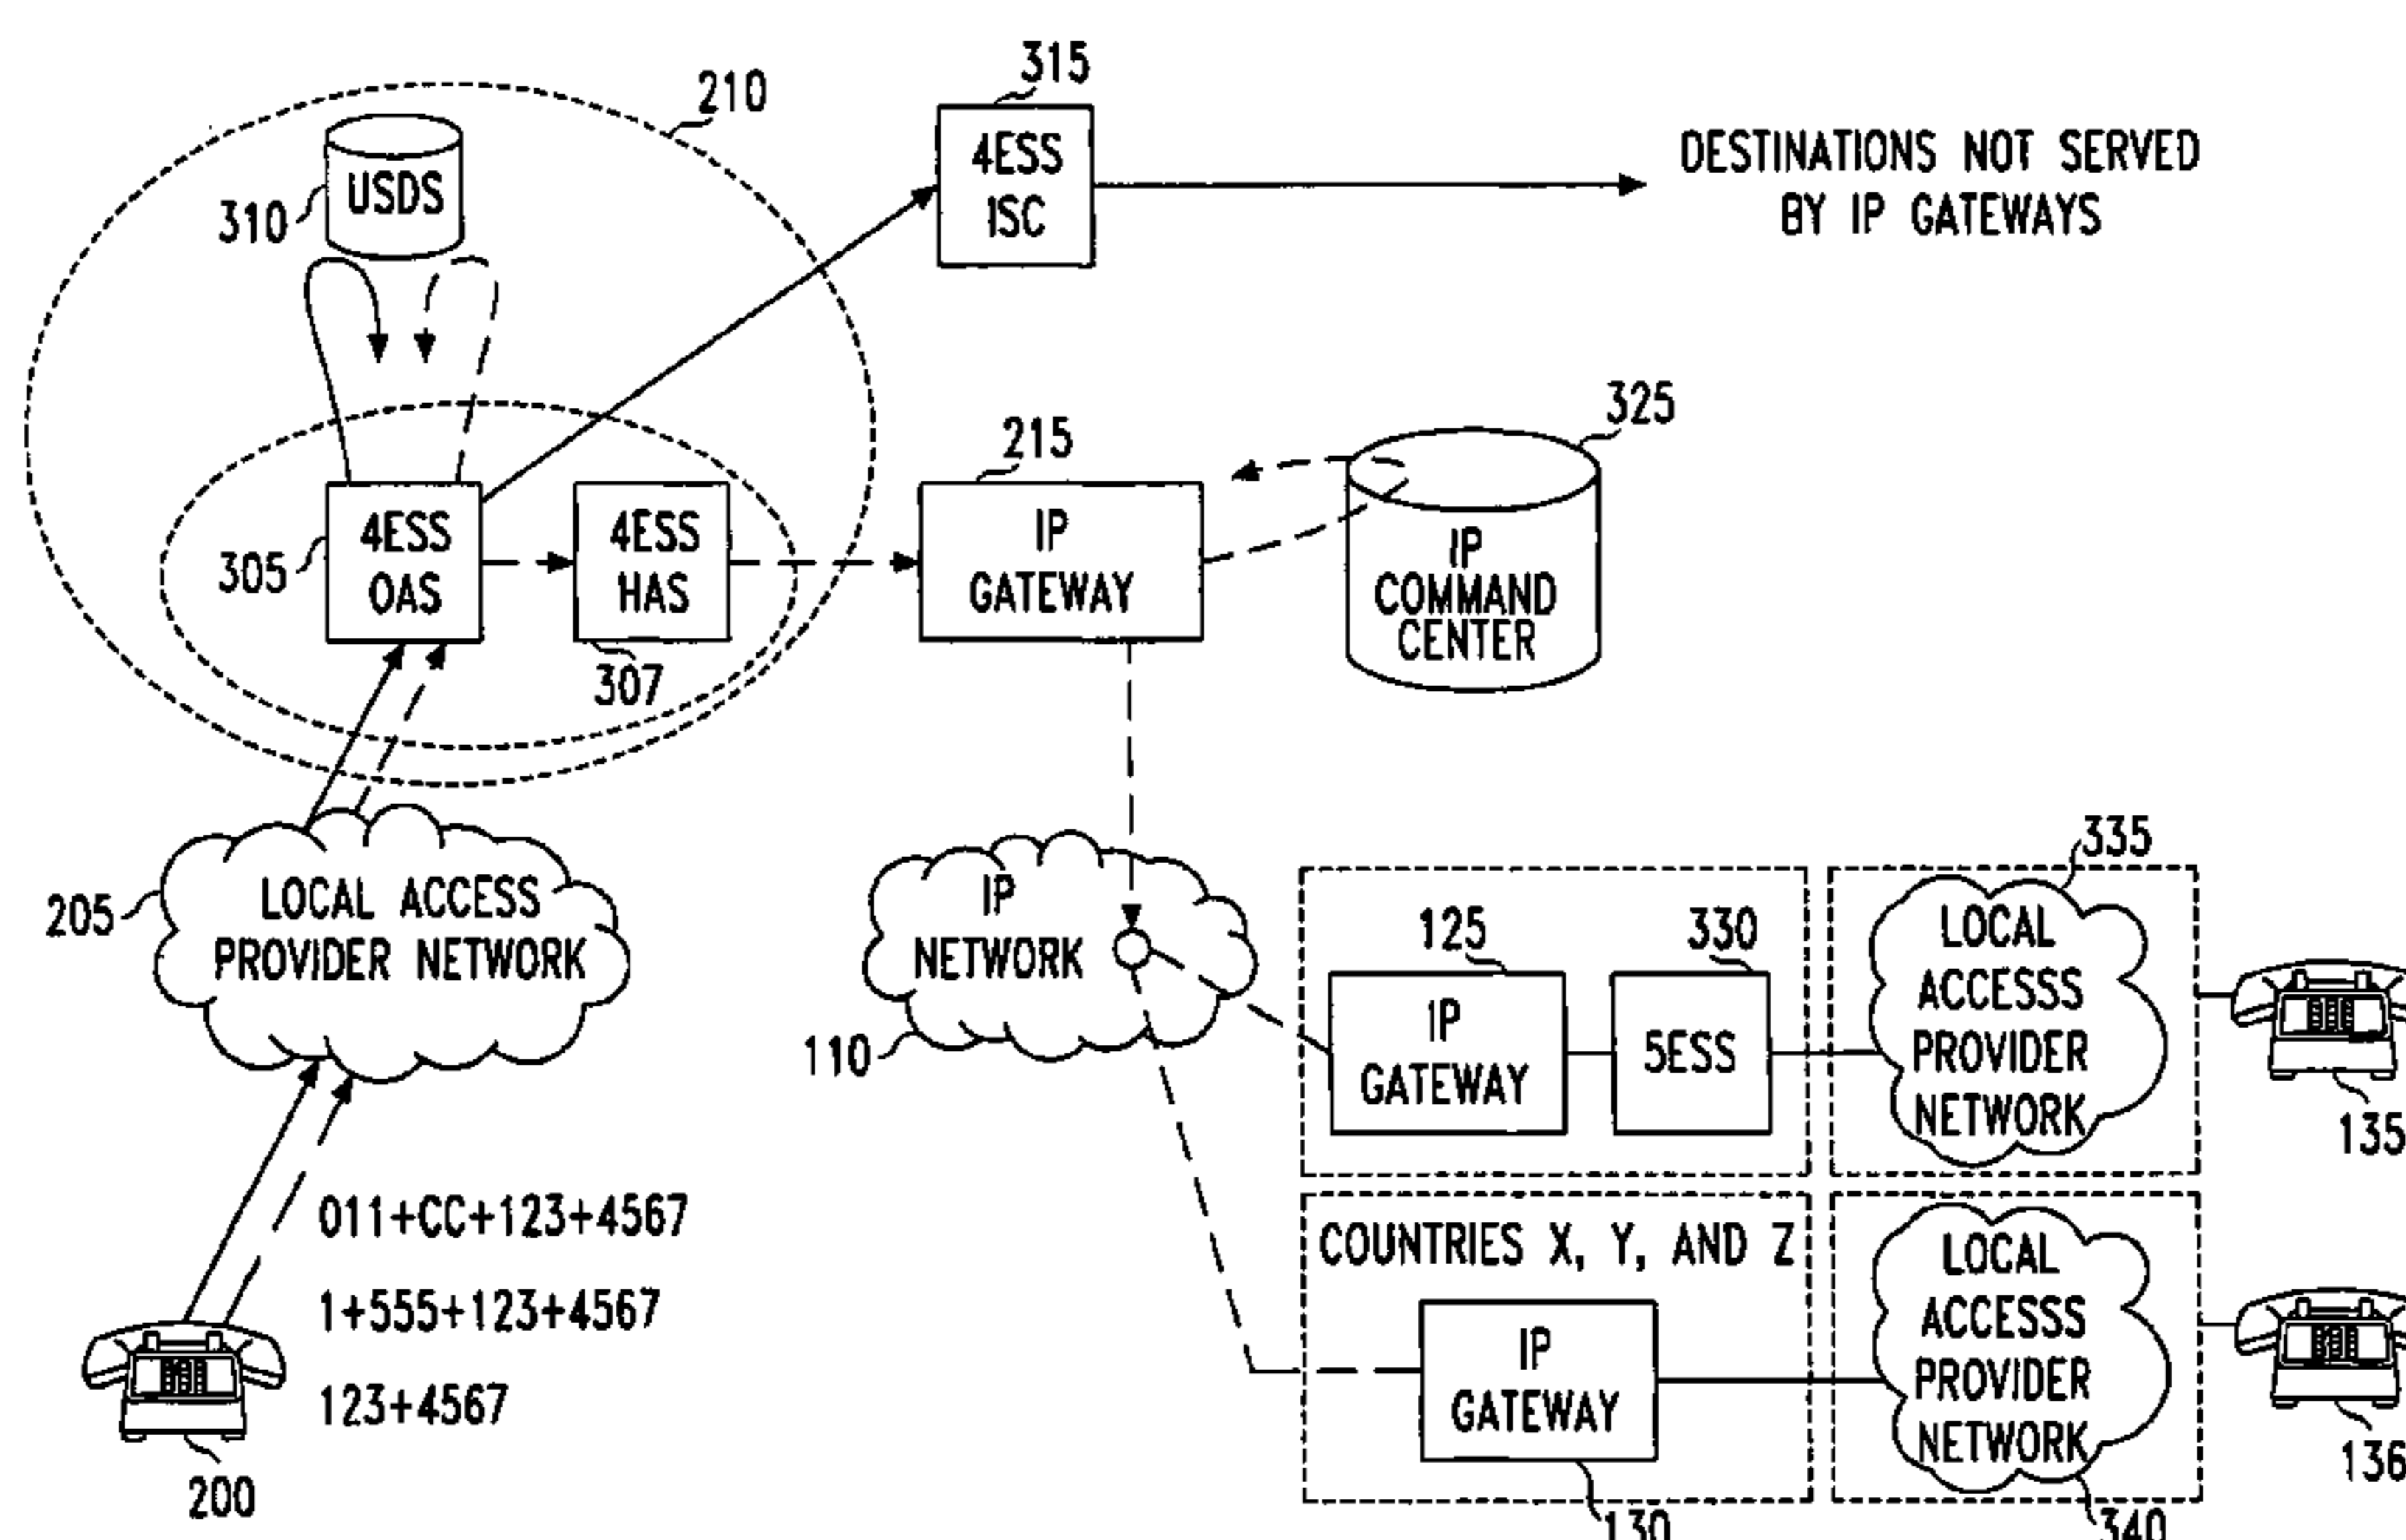 315
210
4ESS
ISC
DESTINATIONS NOT SERVED
BY IP GATEWAYS
USDS
310
325
215
4ESS
OAS
305
4ESS
HAS
307
IP
GATEWAY
IP
COMMAND
CENTER
205
LOCAL ACCESS
PROVIDER NETWORK
IP
NETWORK
110
125
330
335
IP
GATEWAY
5ESS
LOCAL
ACCESSS
PROVIDER
NETWORK
135
011+CC+123+4567
1+555+123+4567
123+4567
200
COUNTRIES X, Y, AND Z
IP
GATEWAY
130
LOCAL
ACCESSS
PROVIDER
NETWORK
340
136